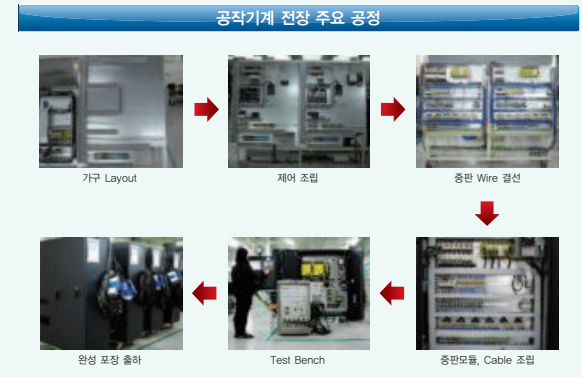 공작기계 전장 주요 공정
가구 Layout
제어 조립
중판 Wire 결선
완성 포장 출하
Test Bench
중판모듈, Cable 조립